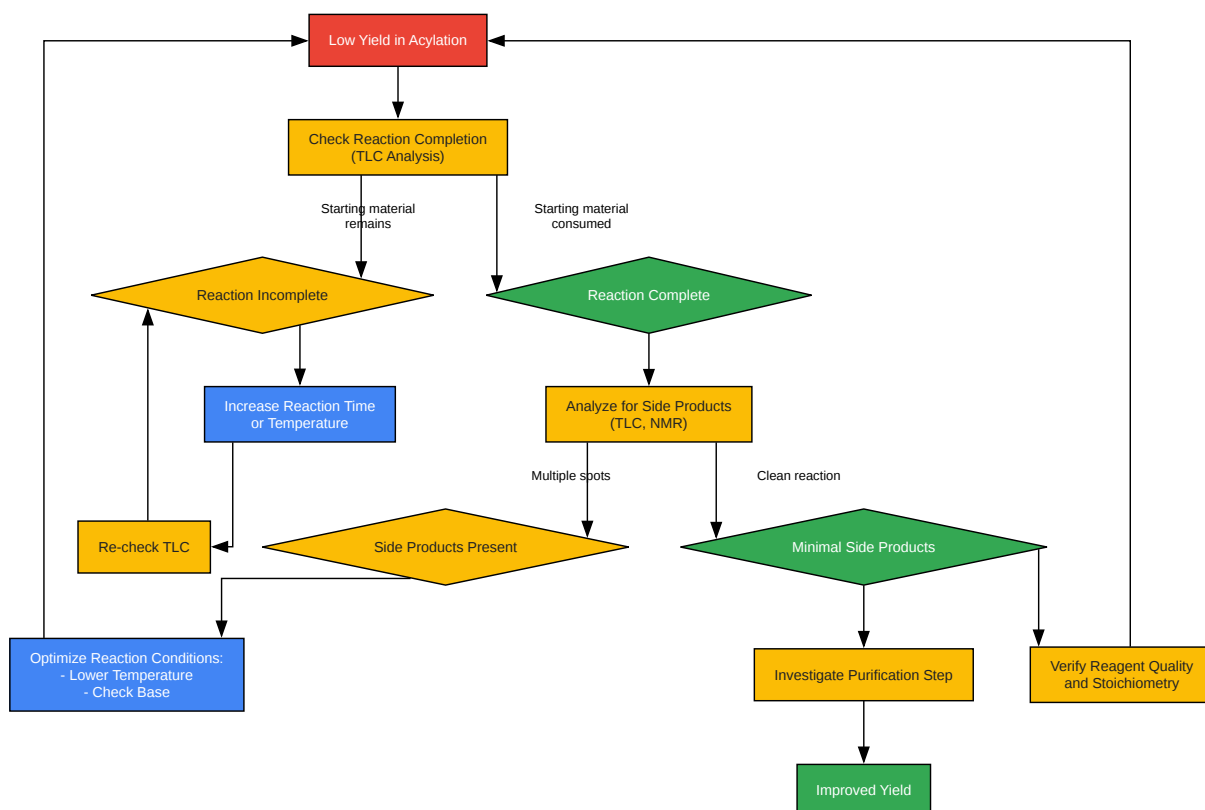 Low Yield in Acylation
Check Reaction Completion
(TLC Analysis)
Starting material
remains
Starting material
consumed
Reaction Incomplete
Reaction Complete
Increase Reaction Time
or Temperature
Analyze for Side Products
(TLC, NMR)
Multiple spots
Clean reaction
Re-check TLC
Side Products Present
Minimal Side Products
Optimize Reaction Conditions:
- Lower Temperature
- Check Base
Investigate Purification Step
Verify Reagent Quality
and Stoichiometry
Improved Yield